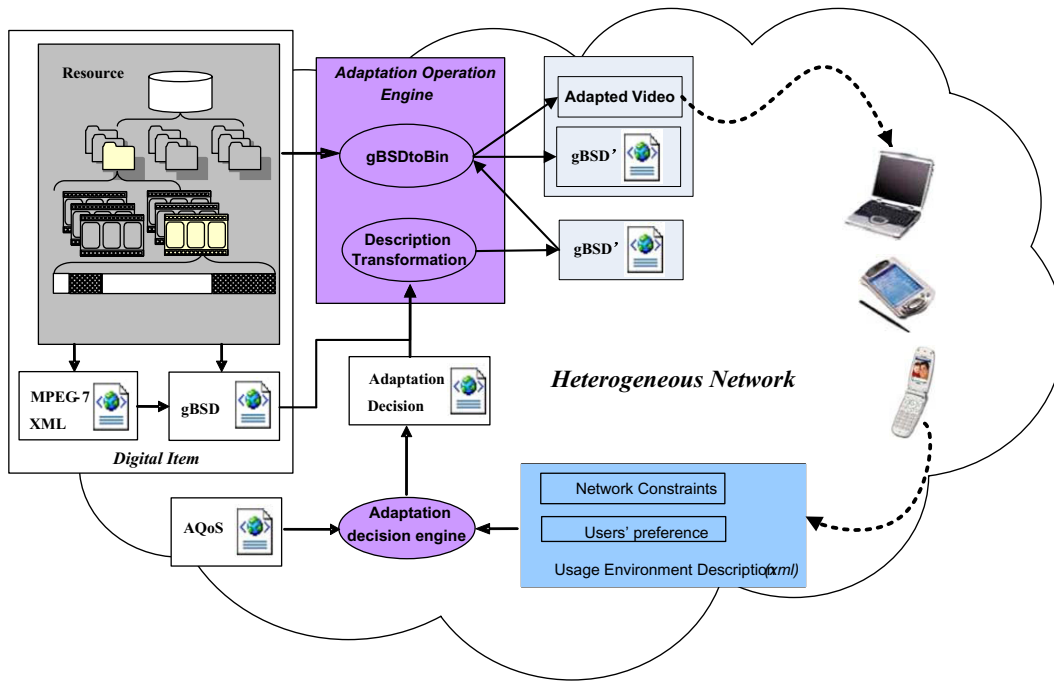 Resource
Adaptation Operation
Engine
gBSDtoBin
Description
Transformation
Adapted Video
gBSD’
gBSD’
MPEG-7
XML
gBSD
Digital Item
Adaptation
Decision
Heterogeneous Network
AQoS
Adaptation
decision engine
Network Constraints
Users’ preference
Usage Environment Description(xml)